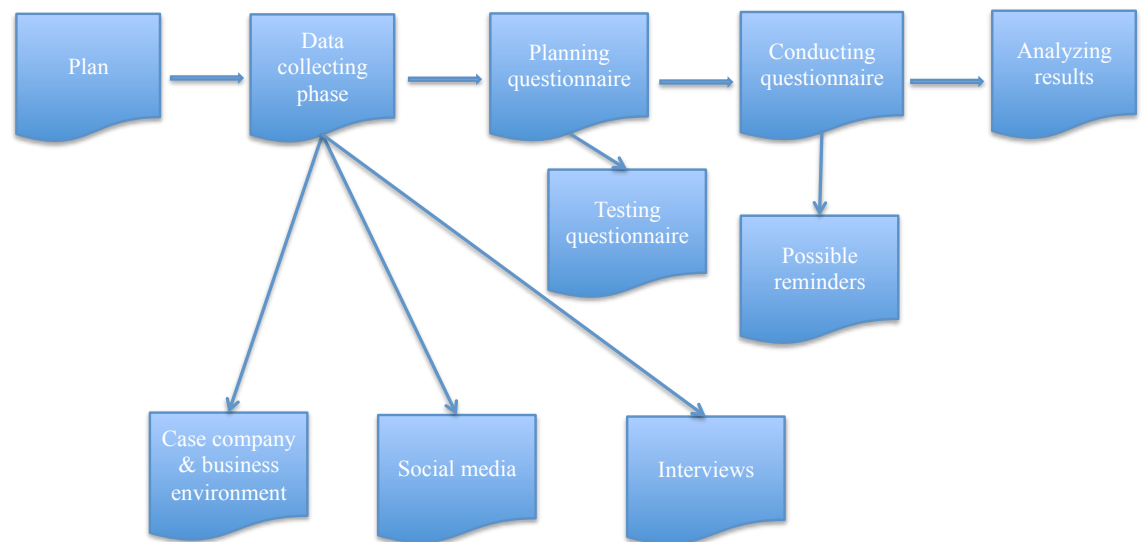 Plan
Data
collecting
phase
Planning
questionnaire
Conducting
questionnaire
Analyzing
results
Testing
questionnaire
Possible
reminders
Case company
& business
environment
Social media
Interviews